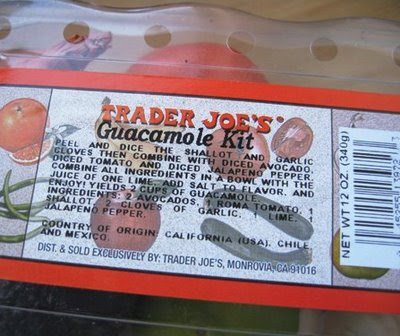 TRADER JOE'S
Guacamole Kit
PEEL AND DICE THE SHALLOT AND GARLIC
CLOVES THEN COMBINE WITH DICED AVOCADO,
DICED TOMATO AND DICED JALAPENO PEPPER.
COMBINE ALL INGREDIENTS IN A BOWL WITH THE
JUICE OF ONE LIME, ADD SALT TO FLAVOR, AND
ENJOY! YIELDS 2 CUPS OF GUACAMOLE.
INGREDIENTS: 2 AVOCADOS, 1 ROMA TOMATO, 1
SHALLOT, 2 CLOVES OF GARLIC, 1 LIME, 1
JALAPENO PEPPER.
COUNTRY OF ORIGIN: CALIFORNIA (USA), CHILE
AND MEXICO.
DIST. & SOLD EXCLUSIVELY BY: TRADER JOE'S, MONROVIA, CA 91016
NET WT 12 OZ. (340g)